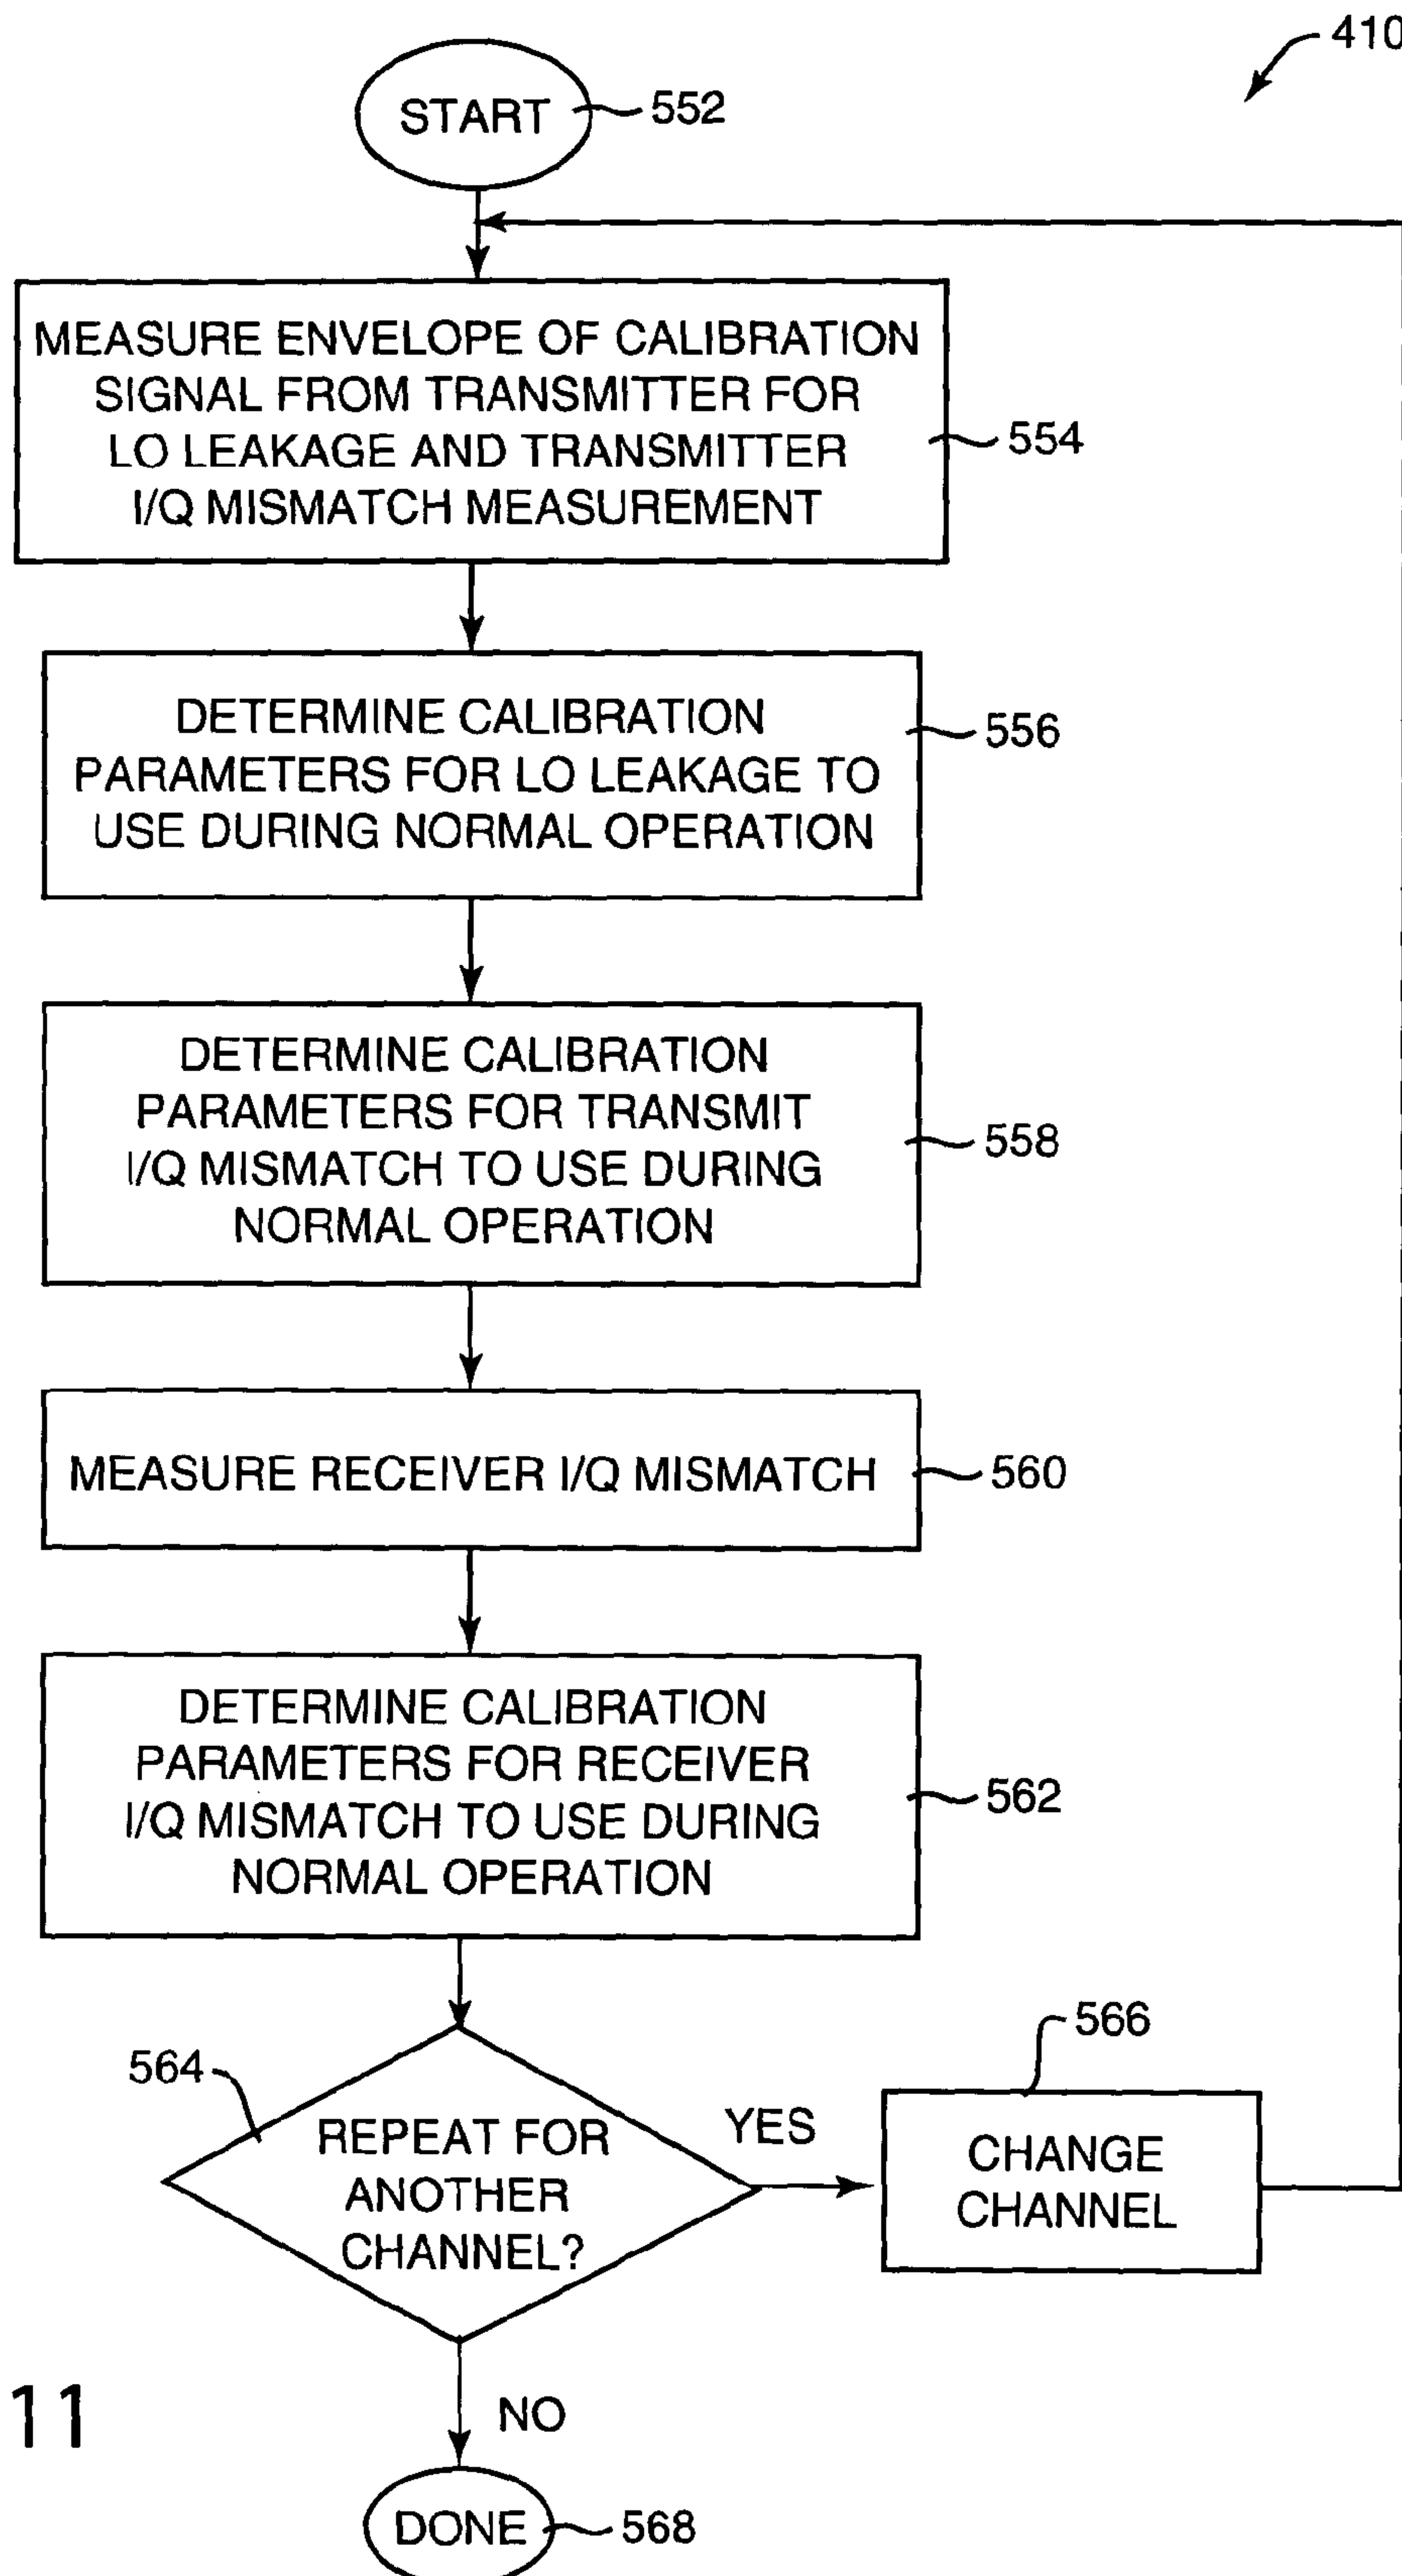 410
START
552
MEASURE ENVELOPE OF CALIBRATION
SIGNAL FROM TRANSMITTER FOR
LO LEAKAGE AND TRANSMITTER
I/Q MISMATCH MEASUREMENT
554
DETERMINE CALIBRATION
PARAMETERS FOR LO LEAKAGE TO
USE DURING NORMAL OPERATION
556
DETERMINE CALIBRATION
PARAMETERS FOR TRANSMIT
I/Q MISMATCH TO USE DURING
NORMAL OPERATION
558
MEASURE RECEIVER I/Q MISMATCH
560
DETERMINE CALIBRATION
PARAMETERS FOR RECEIVER
I/Q MISMATCH TO USE DURING
NORMAL OPERATION
562
564
REPEAT FOR
ANOTHER
CHANNEL?
YES
566
CHANGE
CHANNEL
NO
11
DONE
568